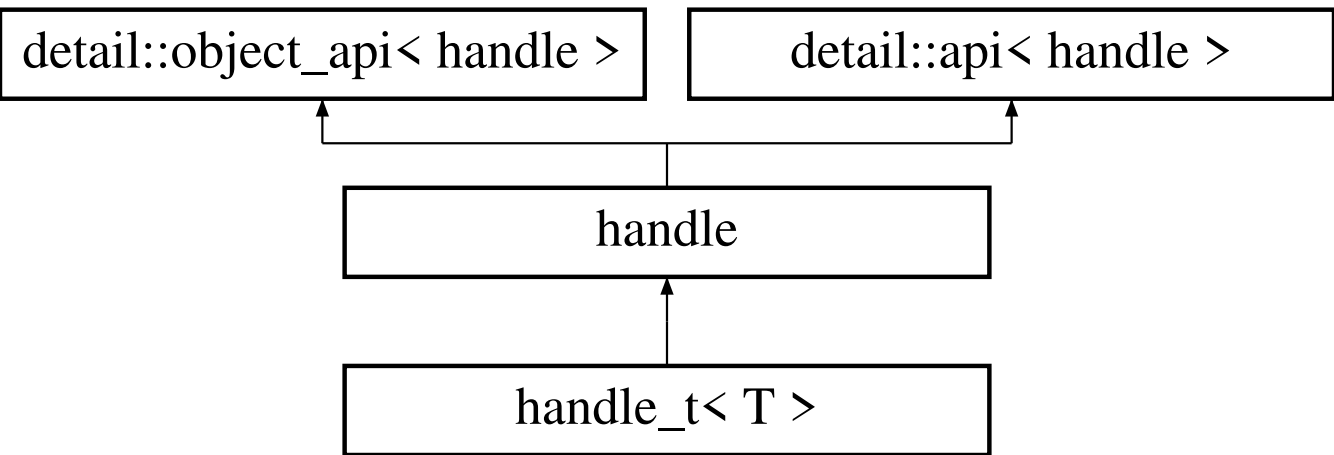 detail::object_api< handle >
detail::api< handle >
handle
handle_t< T >